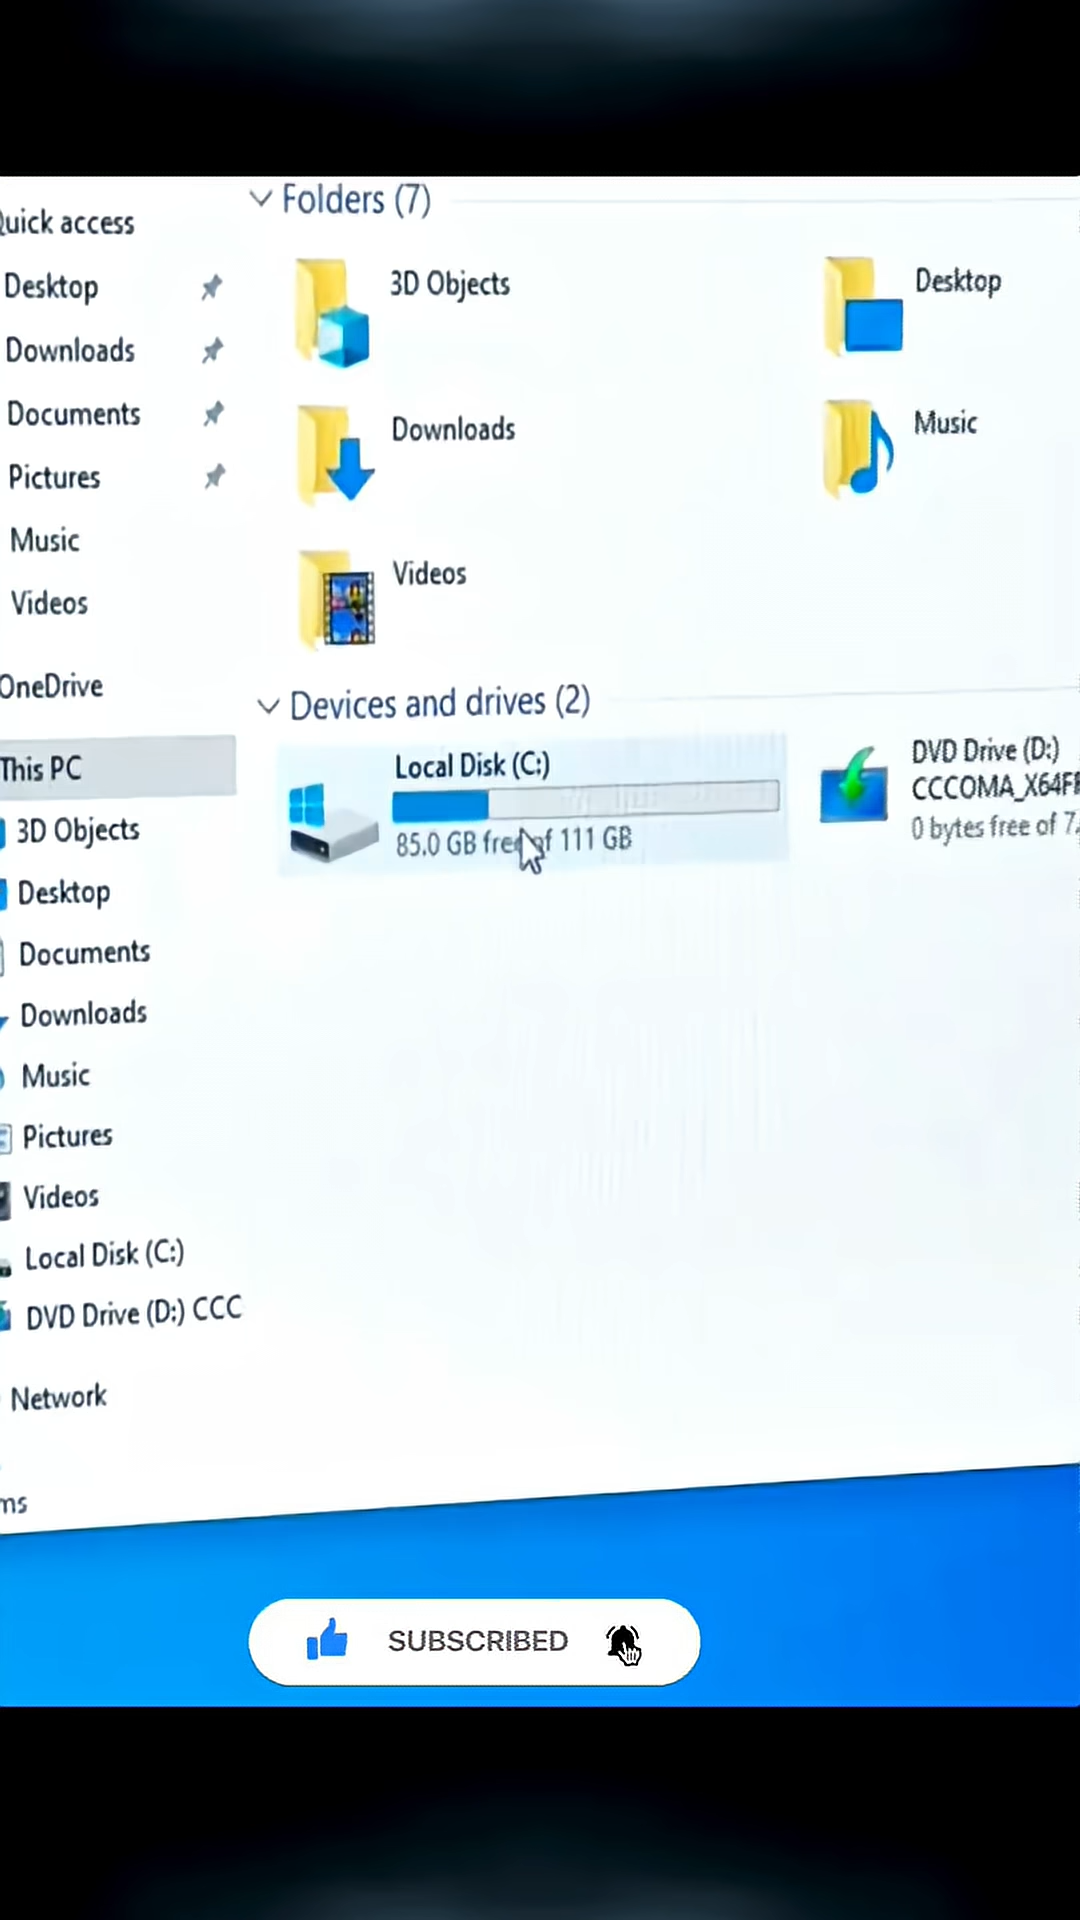 Quick access
Desktop
Downloads
Documents
Pictures
Music
Videos
OneDrive
This PC
3D Objects
Desktop
Documents
Downloads
Music
Pictures
Videos
Local Disk (C:)
DVD Drive (D:) CCC
Network
Folders (7)
3D Objects
Desktop
Downloads
Music
Videos
Devices and drives (2)
Local Disk (C:)
85.0 GB free of 111 GB
DVD Drive (D:)
CCCOMA_X64F
0 bytes free of 7
ms
SUBSCRIBED